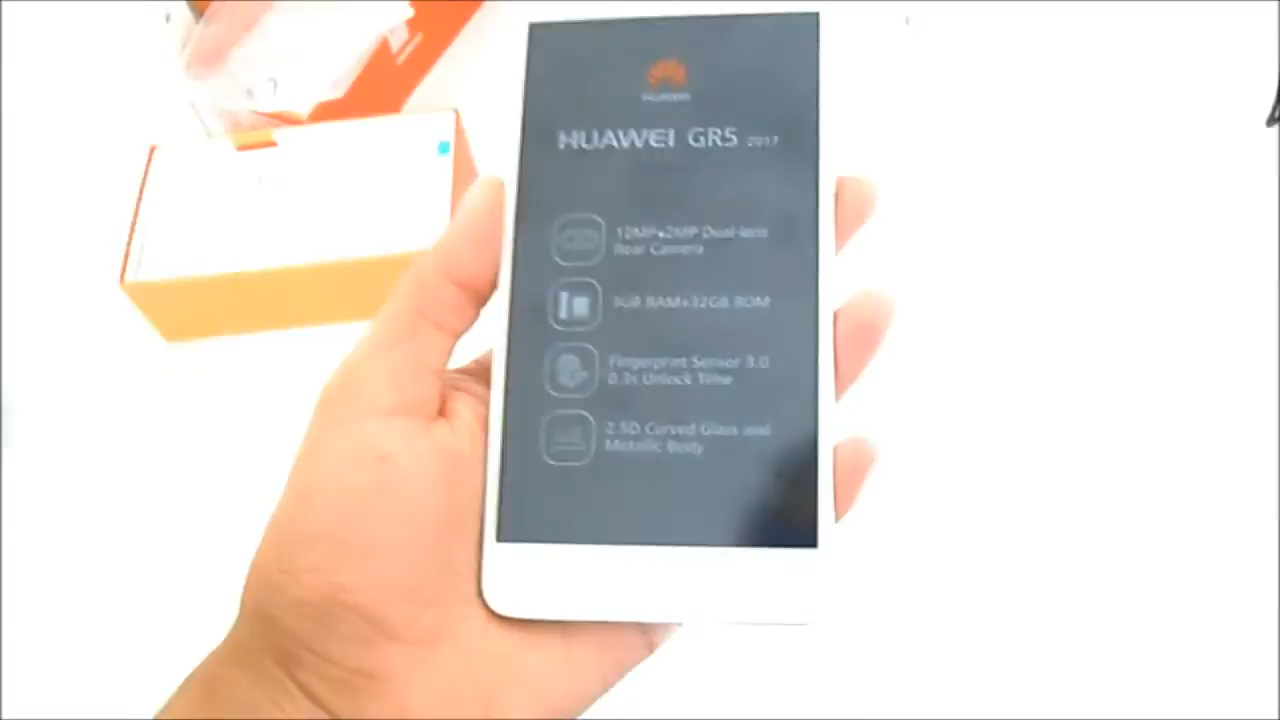 HUAWEI
HUAWEI GR5 2017
12MP+2MP Dual-lens
Rear Camera
3GB RAM+32GB ROM
Fingerprint Sensor 3.0
0.3s Unlock Time
2.5D Curved Glass and
Metallic Body